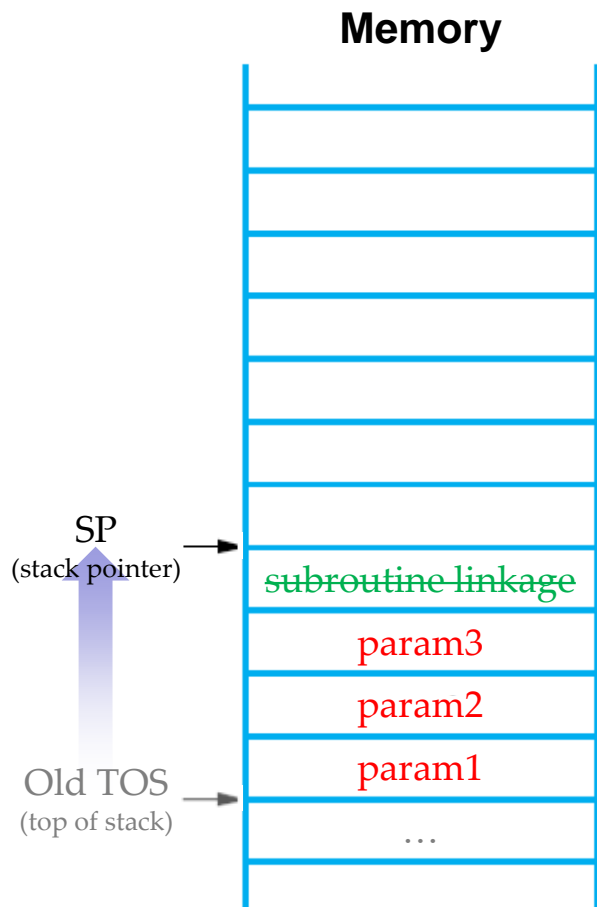 Memory
SP
(stack pointer)
subroutine linkage
param3
param2
param1
Old TOS
(top of stack)
...